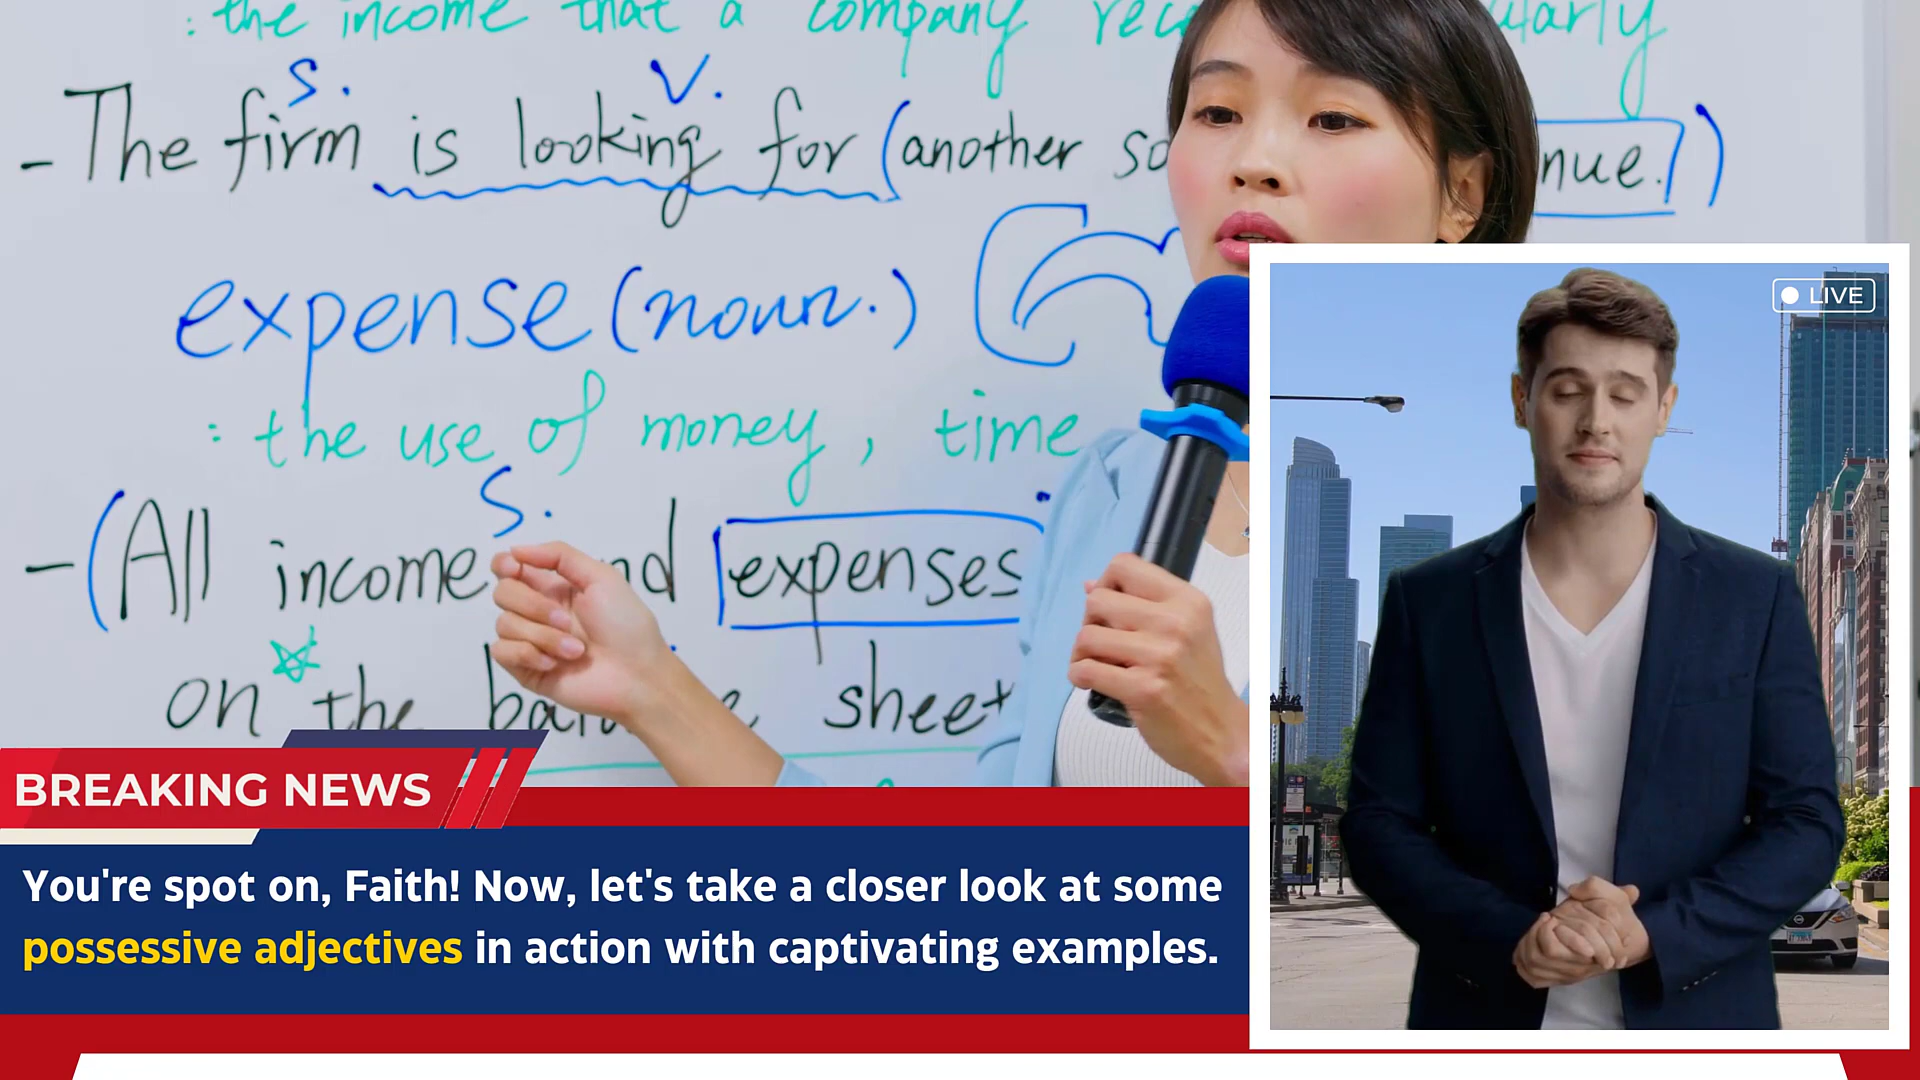 : the income that a company
S. V.
- The firm is looking for (another nue.)
expense (noun.)
: the use of money, time
S.
- (All income expenses
on the sheet
LIVE
BREAKING NEWS
You're spot on, Faith! Now, let's take a closer look at some
possessive adjectives in action with captivating examples.